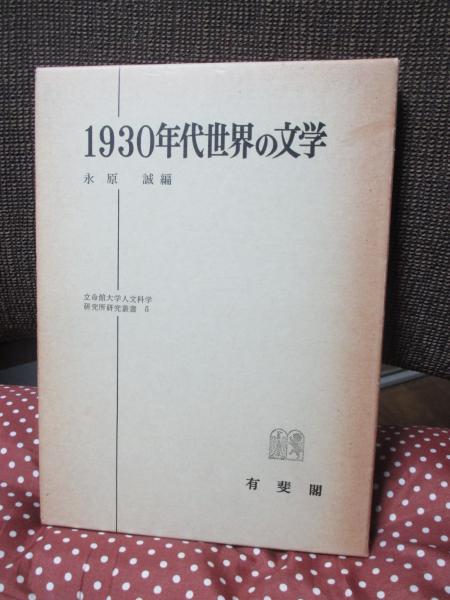 1930年代世界の文学
永原 誠編
立命館大学人文科学
研究所研究叢書 5
有斐閣